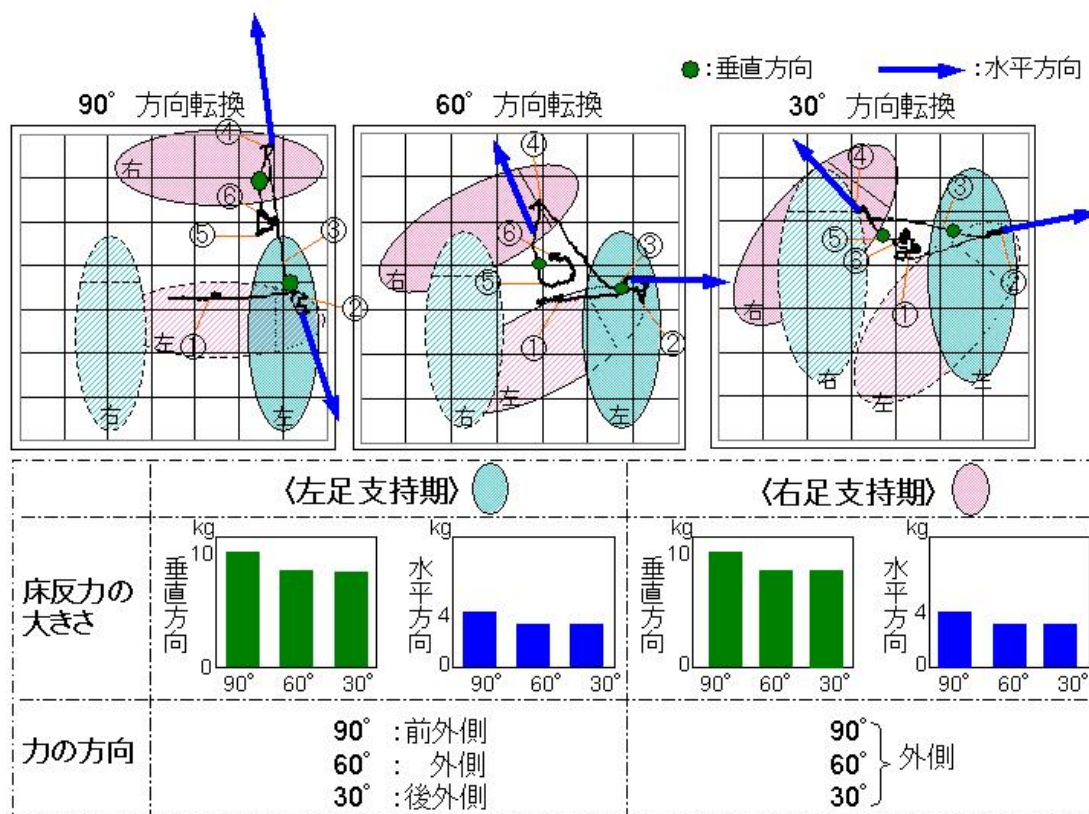 ●:垂直方向 →:水平方向
90° 方向転換
60° 方向転換
30° 方向転換
④
右
⑥
⑤
③
②
左
①
右
左
④
③
⑥
右
⑤
①
②
左
右
左
④
③
⑤
⑥
②
右
①
右
左
左
〈左足支持期〉
〈右足支持期〉
床反力の
大きさ
kg
10
垂直方向
0
90° 60° 30°
kg
水平方向
4
0
90° 60° 30°
kg
10
垂直方向
0
90° 60° 30°
kg
水平方向
4
0
90° 60° 30°
力の方向
90° :前外側
60° : 外側
30° :後外側
90°
60°
30°
外側